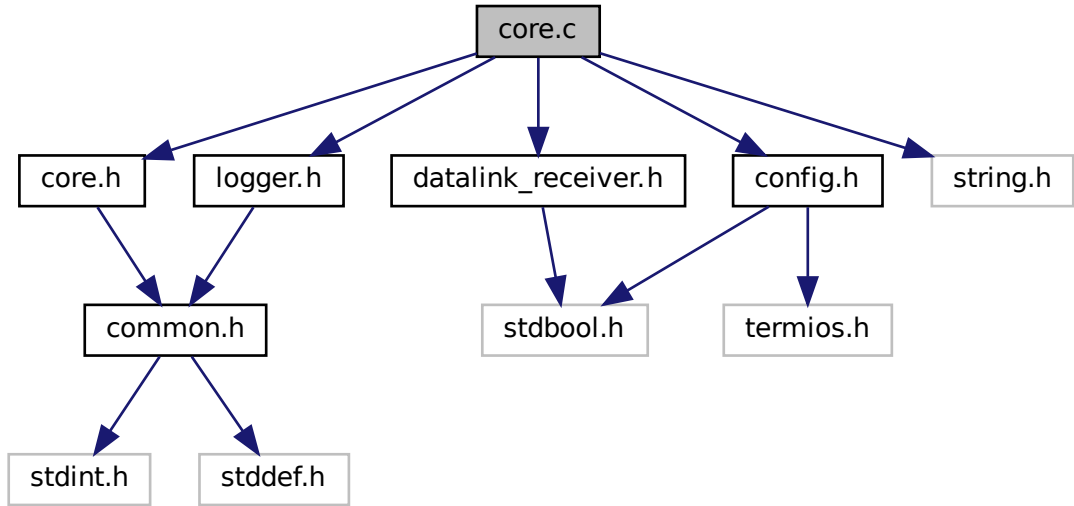 core.c
core.h
logger.h
datalink_receiver.h
config.h
string.h
common.h
stdbool.h
termios.h
stdint.h
stddef.h